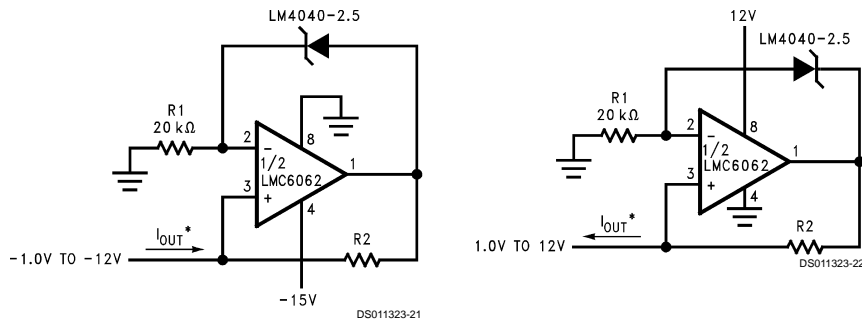 LM4040-2.5
R1
20 kΩ
2
−
8
1/2
LMC6062
1
3
+
4
IOUT*
R2
-1.0V TO -12V
-15V
DS011323-21
12V
LM4040-2.5
R1
20 kΩ
2
−
8
1/2
LMC6062
1
3
+
4
IOUT*
R2
1.0V TO 12V
DS011323-22